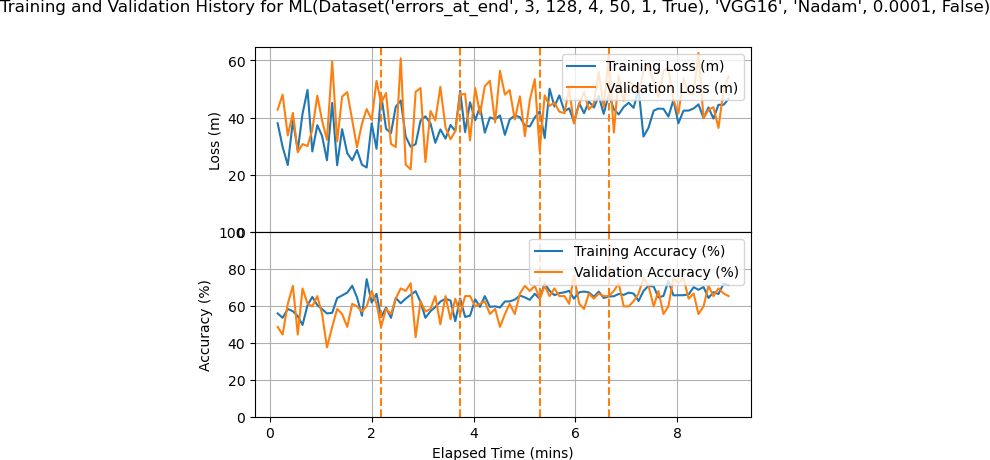 Training and Validation History for ML(Dataset('errors_at_end', 3, 128, 4, 50, 1, True), 'VGG16', 'Nadam', 0.0001, False)
60
40
20
0
Loss (m)
Training Loss (m)
Validation Loss (m)
100
80
60
40
20
0
Accuracy (%)
Training Accuracy (%)
Validation Accuracy (%)
0 2 4 6 8
Elapsed Time (mins)